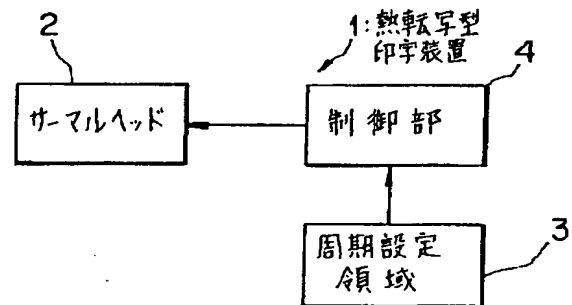 1:熱転写型
印字装置
2
4
サーマルヘッド
制御部
周期設定
領域
3